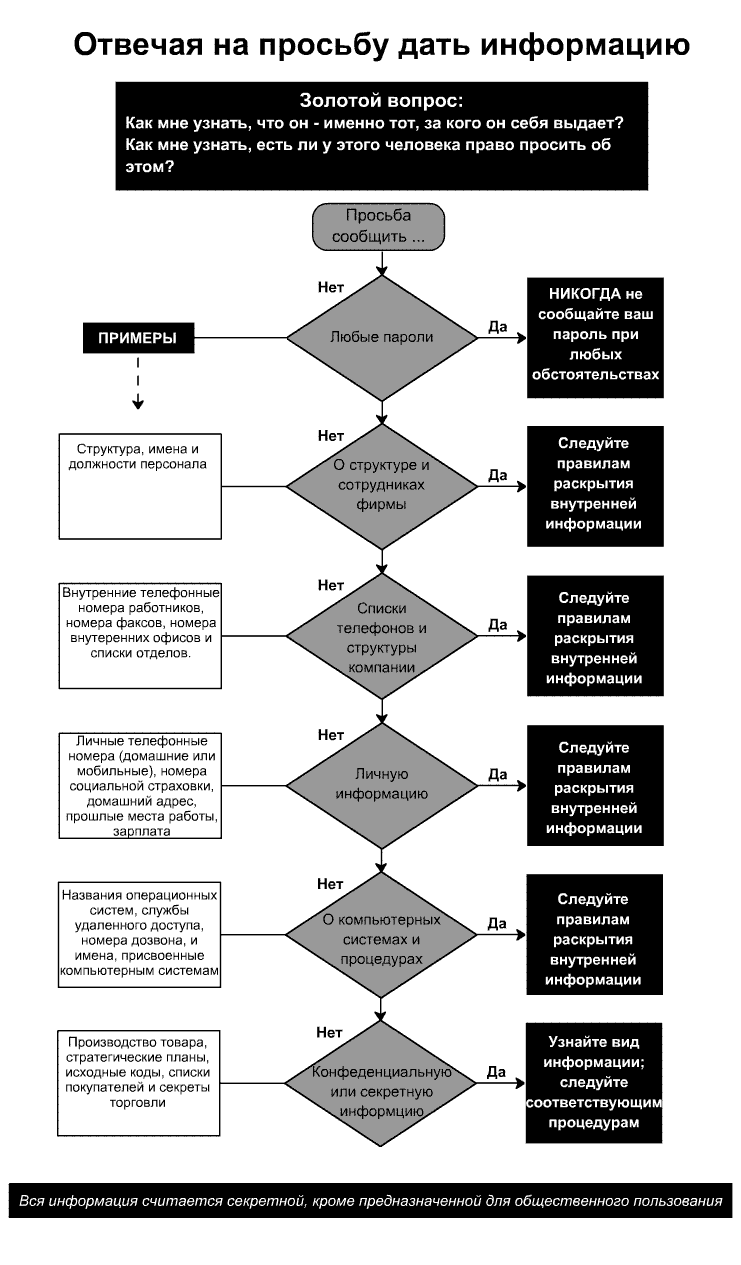 Отвечая на просьбу дать информацию
Золотой вопрос:
Как мне узнать, что он - именно тот, за кого он себя выдает?
Как мне узнать, есть ли у этого человека право просить об
этом?
Просьба
сообщить ...
Нет
Любые пароли
Да
НИКОГДА не
сообщайте ваш
пароль при
любых
обстоятельствах
ПРИМЕРЫ
Нет
Структура, имена и
должности персонала
О структуре и
сотрудниках
фирмы
Да
Следуйте
правилам
раскрытия
внутренней
информации
Нет
Внутренние телефонные
номера работников,
номера факсов, номера
внутеренних офисов и
списки отделов.
Списки
телефонов и
структуры
компании
Да
Следуйте
правилам
раскрытия
внутренней
информации
Нет
Личные телефонные
номера (домашние или
мобильные), номера
социальной страховки,
домашний адрес,
прошлые места работы,
зарплата
Личную
информацию
Да
Следуйте
правилам
раскрытия
внутренней
информации
Нет
Названия операционных
систем, службы
удаленного доступа,
номера дозвона, и
имена, присвоенные
компьютерным системам
О компьютерных
системах и
процедурах
Да
Следуйте
правилам
раскрытия
внутренней
информации
Нет
Производство товара,
стратегические планы,
исходные коды, списки
покупателей и секреты
торговли
Конфеденциальную
или секретную
информцию
Да
Узнайте вид
информации;
следуйте
соответствующим
процедурам
Вся информация считается секретной, кроме предназначенной для общественного пользования